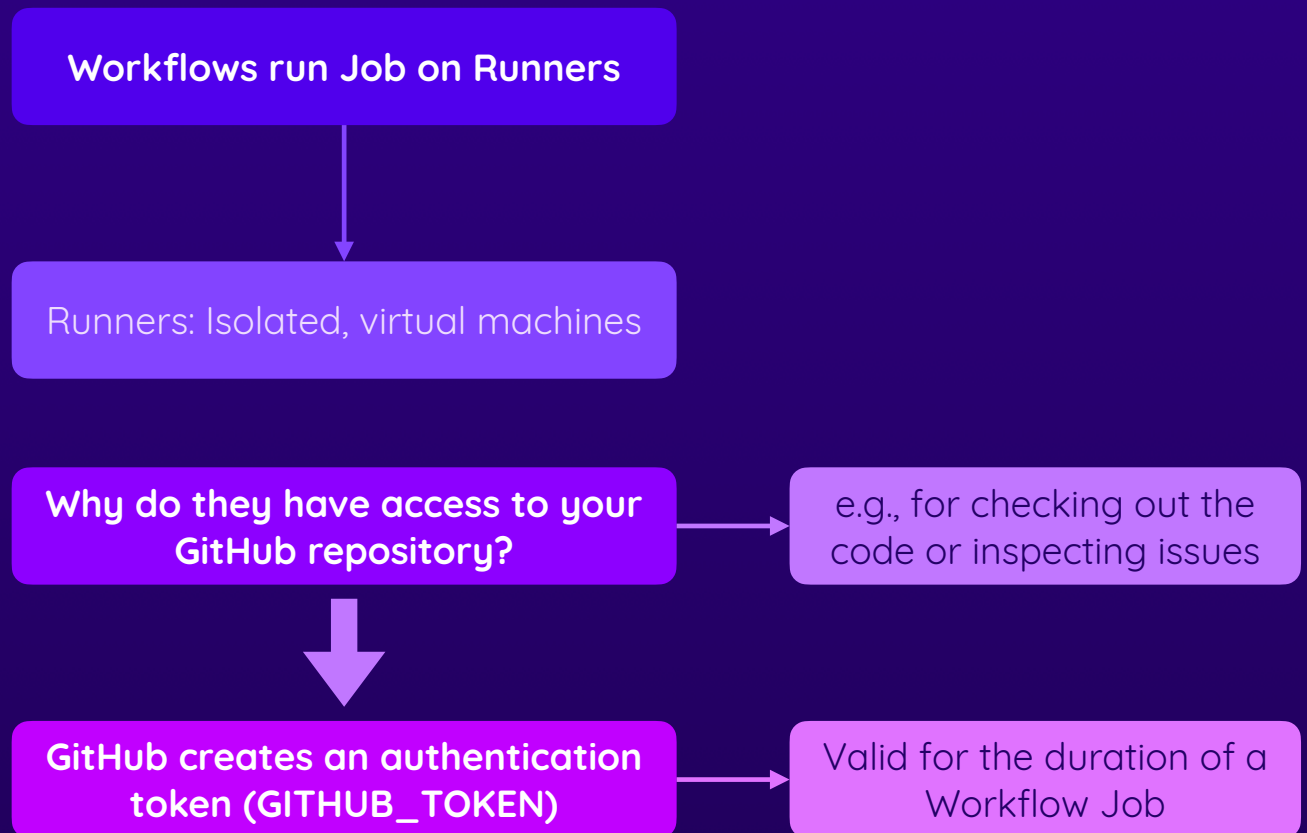 Workflows run Job on Runners
Runners: Isolated, virtual machines
Why do they have access to your
GitHub repository?
e.g., for checking out the
code or inspecting issues
GitHub creates an authentication
token (GITHUB_TOKEN)
Valid for the duration of a
Workflow Job